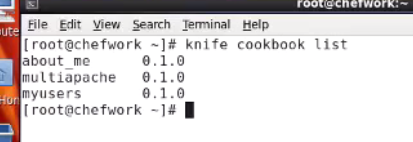 root@chefwork:~
File Edit View Search Terminal Help
[root@chefwork ~]# knife cookbook list
about_me 0.1.0
multiapache 0.1.0
myusers 0.1.0
[root@chefwork ~]#